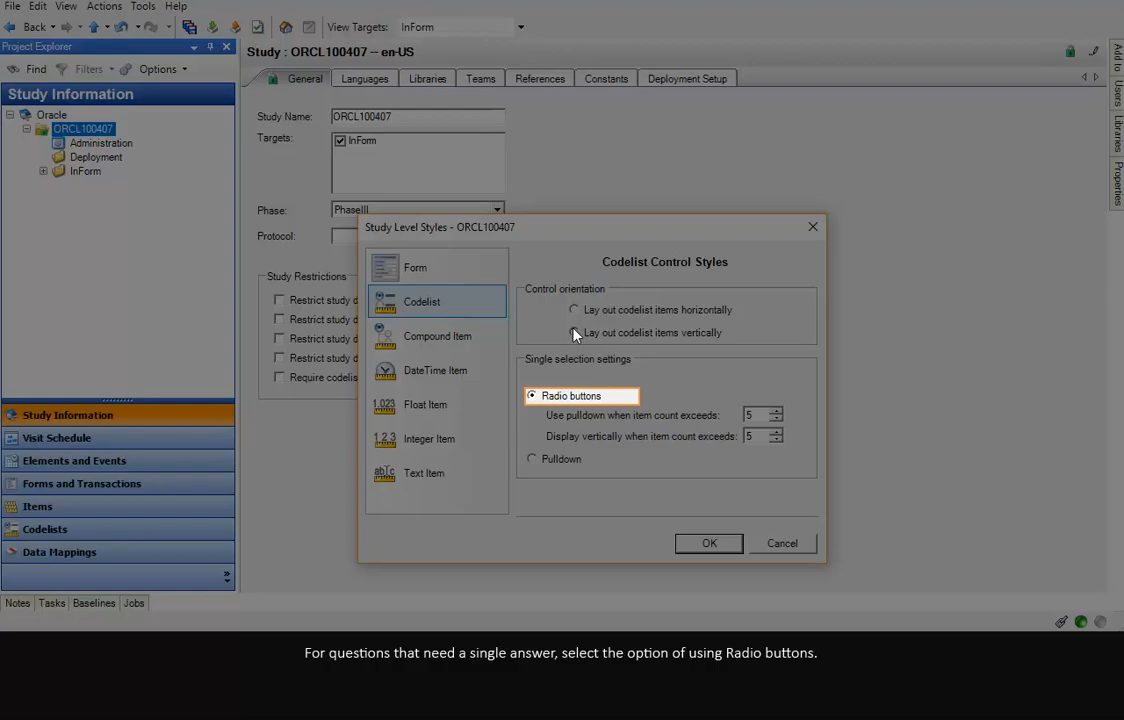 File Edit View Actions Tools Help
Back View Targets: InForm
Project Explorer
Study : ORCL100407 – en-US
Find Filters Options
General Languages Libraries Teams References Constants Deployment Setup
Study Information
Oracle
ORCL100407
Administration
Deployment
InForm
Study Name: ORCL100407
Targets: InForm
Phase: PhaseIII
Protocol:
Study Restrictions
Restrict study d
Restrict study d
Restrict study d
Restrict study d
Require codelis
Study Level Styles - ORCL100407
Form
Codelist
Compound Item
DateTime Item
1.023 Float Item
1.2.3 Integer Item
abTc Text Item
Codelist Control Styles
Control orientation
Lay out codelist items horizontally
Lay out codelist items vertically
Single selection settings
Radio buttons
Use pulldown when item count exceeds: 5
Display vertically when item count exceeds: 5
Pulldown
OK Cancel
Study Information
Visit Schedule
Elements and Events
Forms and Transactions
Items
Codelists
Data Mappings
Notes Tasks Baselines Jobs
Add to
Users
Libraries
Properties
For questions that need a single answer, select the option of using Radio buttons.